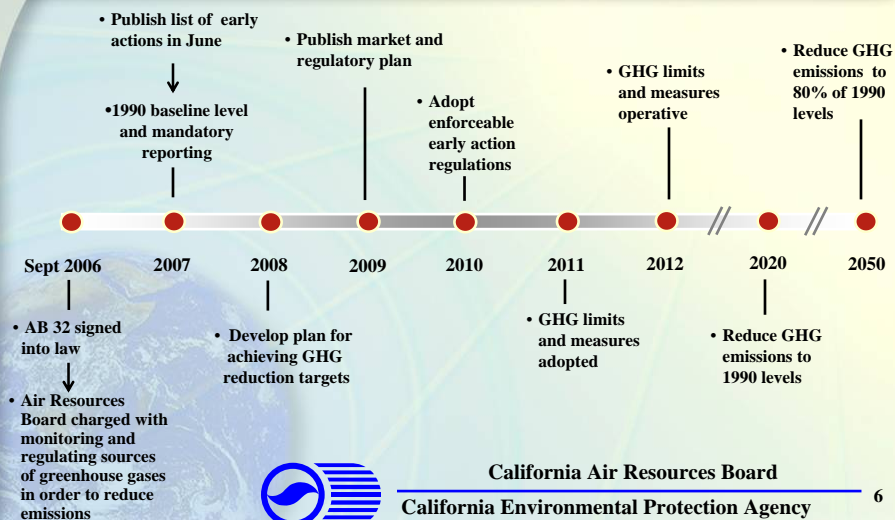 • Publish list of early
actions in June
•1990 baseline level
and mandatory
reporting
• Publish market and
regulatory plan
• Adopt
enforceable
early action
regulations
• GHG limits
and measures
operative
• Reduce GHG
emissions to
80% of 1990
levels
Sept 2006 2007 2008 2009 2010 2011 2012 2020 2050
• AB 32 signed
into law
• Air Resources
Board charged with
monitoring and
regulating sources
of greenhouse gases
in order to reduce
emissions
• Develop plan for
achieving GHG
reduction targets
• GHG limits
and measures
adopted
• Reduce GHG
emissions to
1990 levels
California Air Resources Board
California Environmental Protection Agency
6